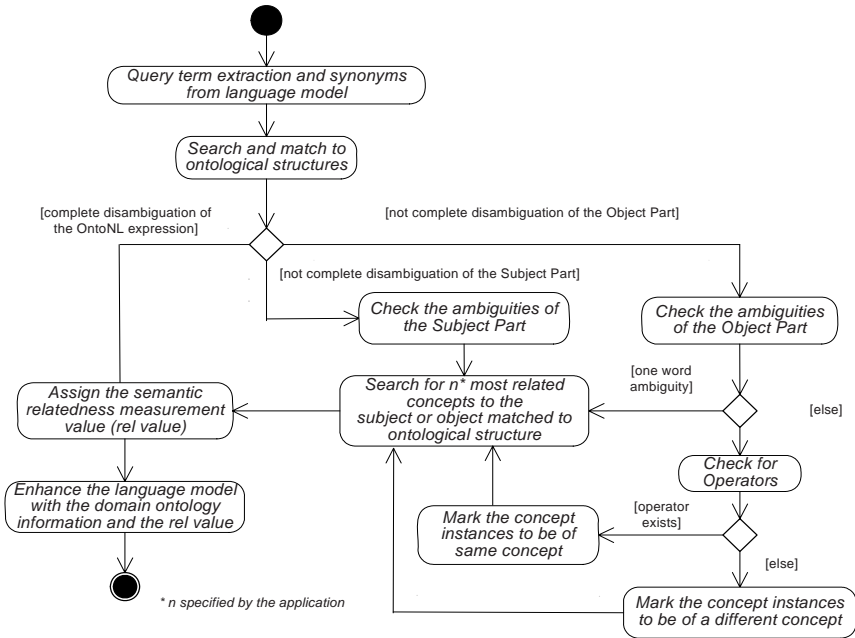 Query term extraction and synonyms
from language model
Search and match to
ontological structures
[complete disambiguation of
the OntoNL expression]
[not complete disambiguation of the Object Part]
[not complete disambiguation of the Subject Part]
Check the ambiguities of
the Subject Part
Check the ambiguities
of the Object Part
[one word
ambiguity]
[else]
Search for n* most related
concepts to the
subject or object matched to
ontological structure
Assign the semantic
relatedness measurement
value (rel value)
Check for
Operators
Enhance the language model
with the domain ontology
information and the rel value
[operator
exists]
Mark the concept
instances to be of
same concept
[else]
Mark the concept instances
to be of a different concept
* n specified by the application